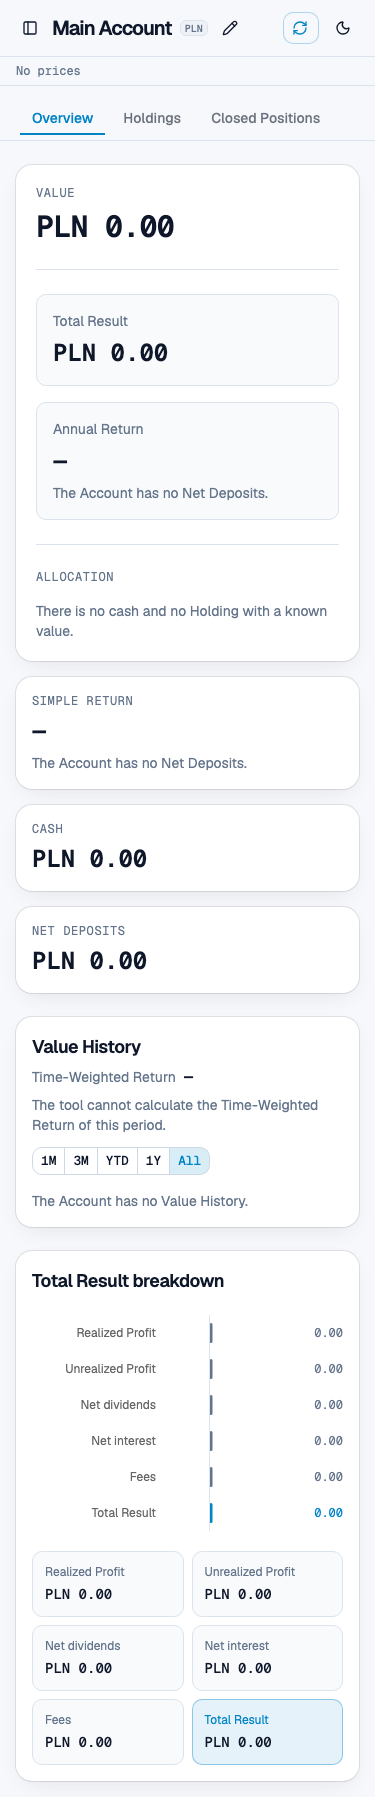 Main Account PLN
No prices
Overview Holdings Closed Positions
VALUE
PLN 0.00
Total Result
PLN 0.00
Annual Return
—
The Account has no Net Deposits.
ALLOCATION
There is no cash and no Holding with a known
value.
SIMPLE RETURN
—
The Account has no Net Deposits.
CASH
PLN 0.00
NET DEPOSITS
PLN 0.00
Value History
Time-Weighted Return —
The tool cannot calculate the Time-Weighted
Return of this period.
1M 3M YTD 1Y All
The Account has no Value History.
Total Result breakdown
Realized Profit 0.00
Unrealized Profit 0.00
Net dividends 0.00
Net interest 0.00
Fees 0.00
Total Result 0.00
Realized Profit Unrealized Profit
PLN 0.00 PLN 0.00
Net dividends Net interest
PLN 0.00 PLN 0.00
Fees Total Result
PLN 0.00 PLN 0.00